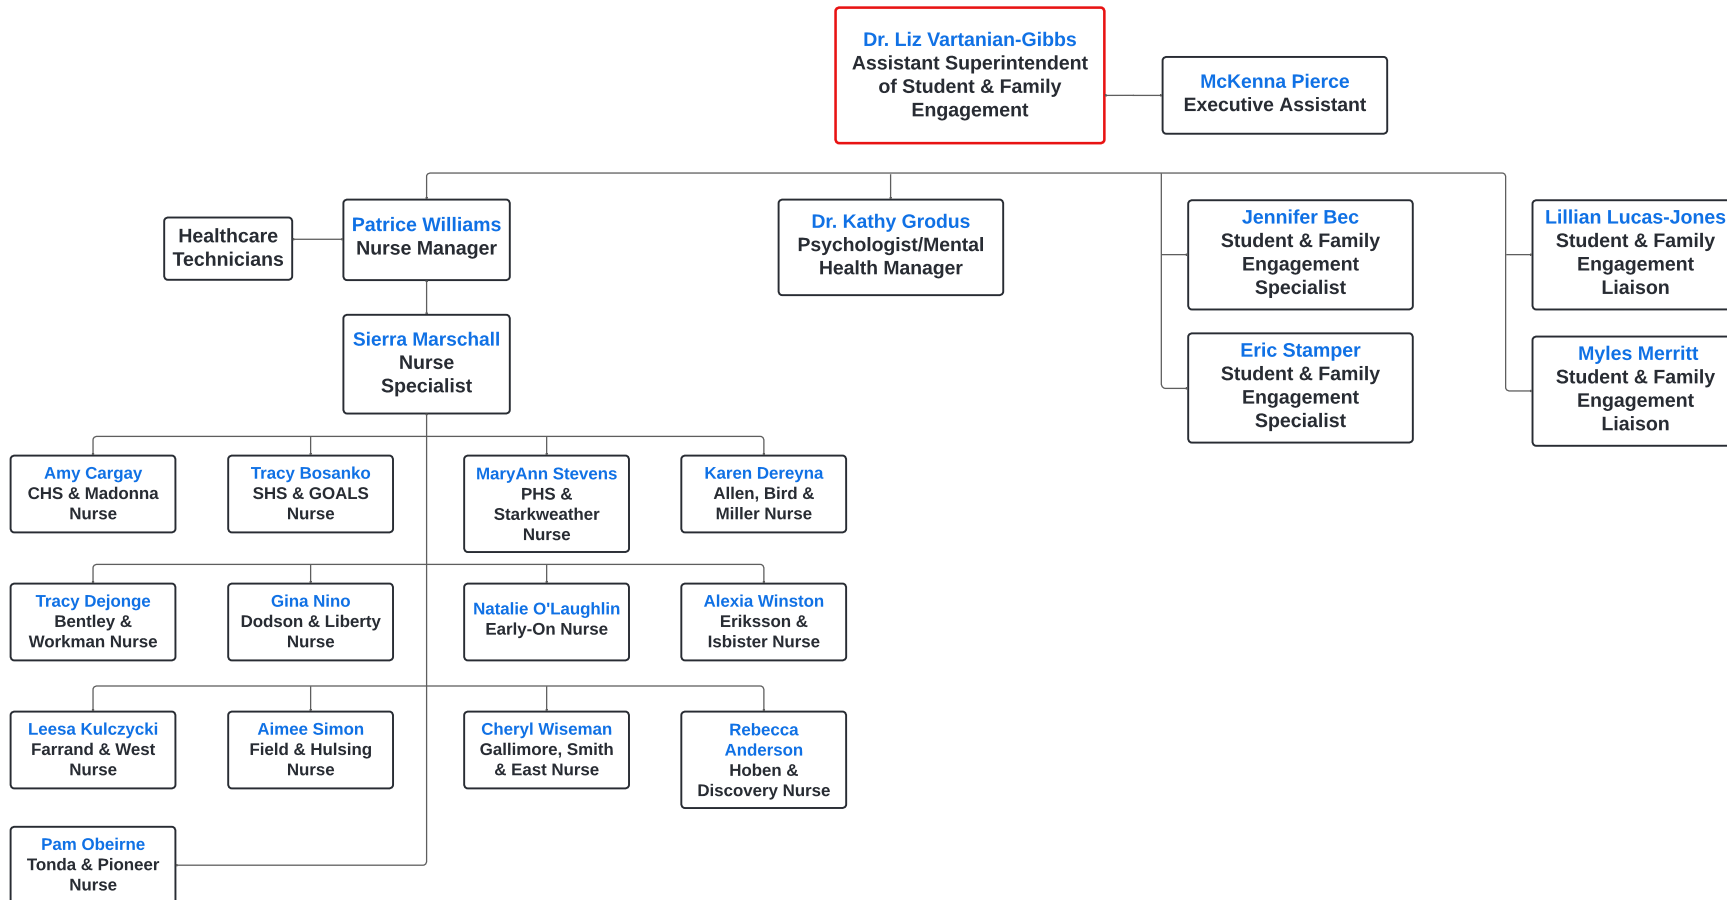 Dr. Liz Vartanian-Gibbs
Assistant Superintendent
of Student & Family
Engagement
McKenna Pierce
Executive Assistant
Healthcare
Technicians
Patrice Williams
Nurse Manager
Dr. Kathy Grodus
Psychologist/Mental
Health Manager
Jennifer Bec
Student & Family
Engagement
Specialist
Lillian Lucas-Jones
Student & Family
Engagement
Liaison
Sierra Marschall
Nurse
Specialist
Eric Stamper
Student & Family
Engagement
Specialist
Myles Merritt
Student & Family
Engagement
Liaison
Amy Cargay
CHS & Madonna
Nurse
Tracy Bosanko
SHS & GOALS
Nurse
MaryAnn Stevens
PHS &
Starkweather
Nurse
Karen Dereyna
Allen, Bird &
Miller Nurse
Tracy Dejonge
Bentley &
Workman Nurse
Gina Nino
Dodson & Liberty
Nurse
Natalie O'Laughlin
Early-On Nurse
Alexia Winston
Eriksson &
Isbister Nurse
Leesa Kulczycki
Farrand & West
Nurse
Aimee Simon
Field & Hulsing
Nurse
Cheryl Wiseman
Gallimore, Smith
& East Nurse
Rebecca
Anderson
Hoben &
Discovery Nurse
Pam Obeirne
Tonda & Pioneer
Nurse